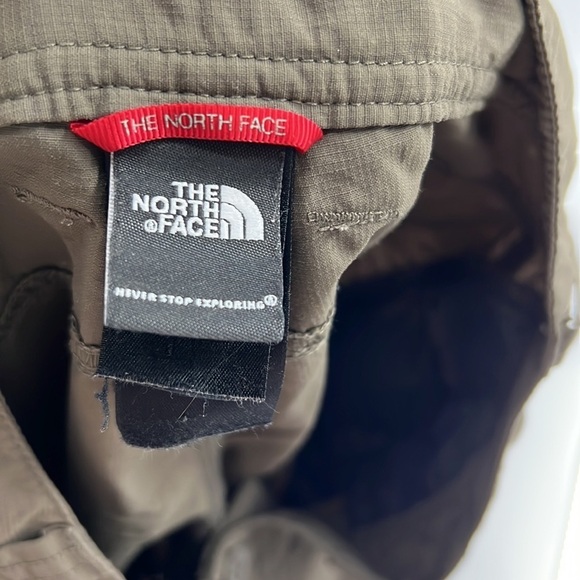 THE NORTH FACE
THE
NORTH
FACE
NEVER STOP EXPLORING